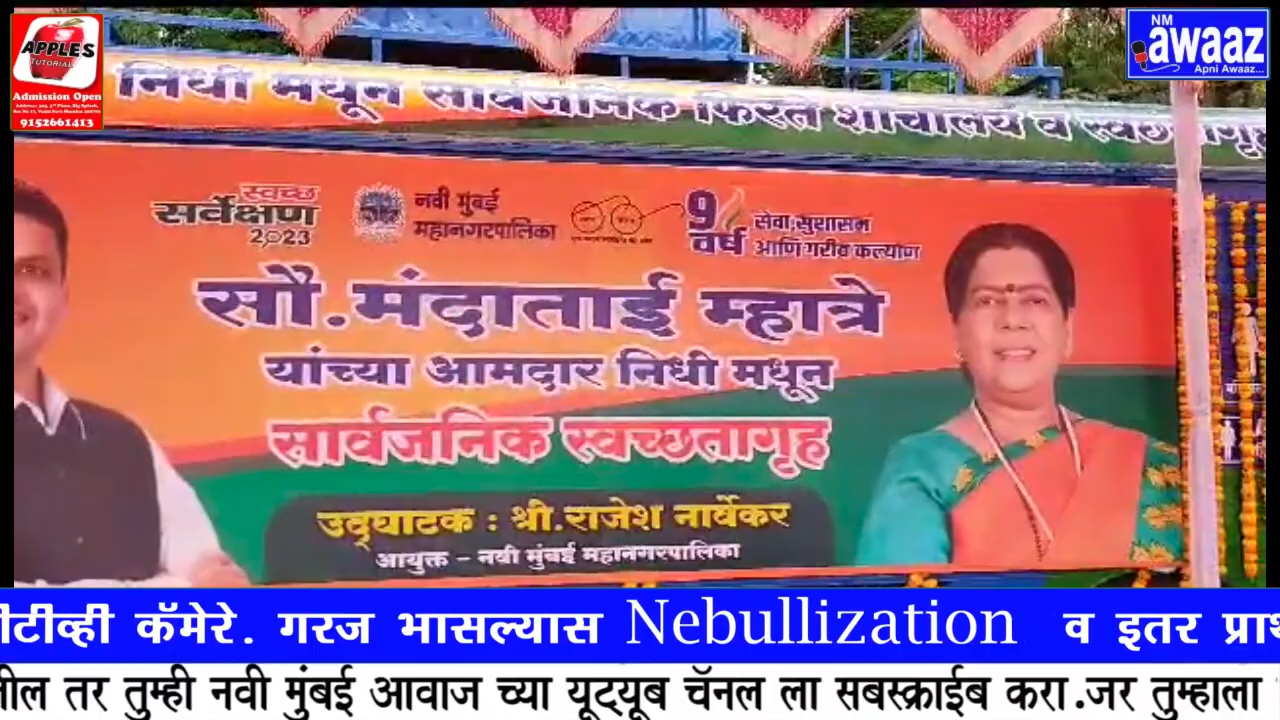 APPLES
TUTORIAL
Admission Open
9152661413
NM
awaaz
Apni Awaaz...
निधी मधून सार्वजनिक फिरते शौचालय व स्वच्छतागृह
स्वच्छ
सर्वेक्षण
2023
नवी मुंबई
महानगरपालिका
9
वर्ष
सेवा,सुशासन
आणि गरीब कल्याण
सौ.मंदाताई म्हात्रे
यांच्या आमदार निधी मधून
सार्वजनिक स्वच्छतागृह
उद्घाटक : श्री.राजेश नार्वेकर
आयुक्त - नवी मुंबई महानगरपालिका
टीव्ही कॅमेरे. गरज भासल्यास Nebullization व इतर प्राथ
तील तर तुम्ही नवी मुंबई आवाज च्या यूट्यूब चॅनल ला सबस्क्राईब करा.जर तुम्हाला